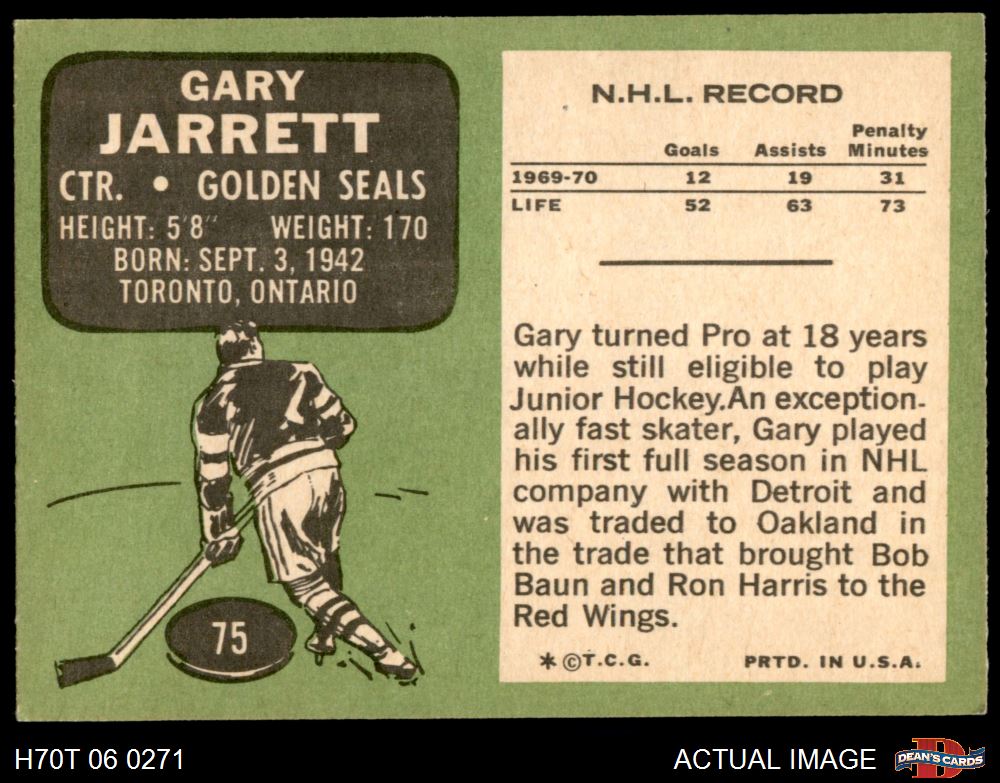 GARY
JARRETT
CTR. • GOLDEN SEALS
HEIGHT: 5'8" WEIGHT: 170
BORN: SEPT. 3, 1942
TORONTO, ONTARIO
75
N.H.L. RECORD
Goals Assists Penalty Minutes
1969-70 12 19 31
LIFE 52 63 73
Gary turned Pro at 18 years
while still eligible to play
Junior Hockey.An exception-
ally fast skater, Gary played
his first full season in NHL
company with Detroit and
was traded to Oakland in
the trade that brought Bob
Baun and Ron Harris to the
Red Wings.
* © T.C.G. PRTD. IN U.S.A.
H70T 06 0271
ACTUAL IMAGE
D
DEAN'S CARDS